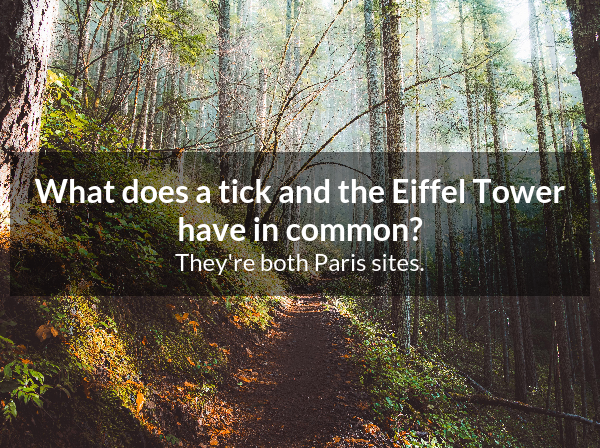 What does a tick and the Eiffel Tower
have in common?
They're both Paris sites.